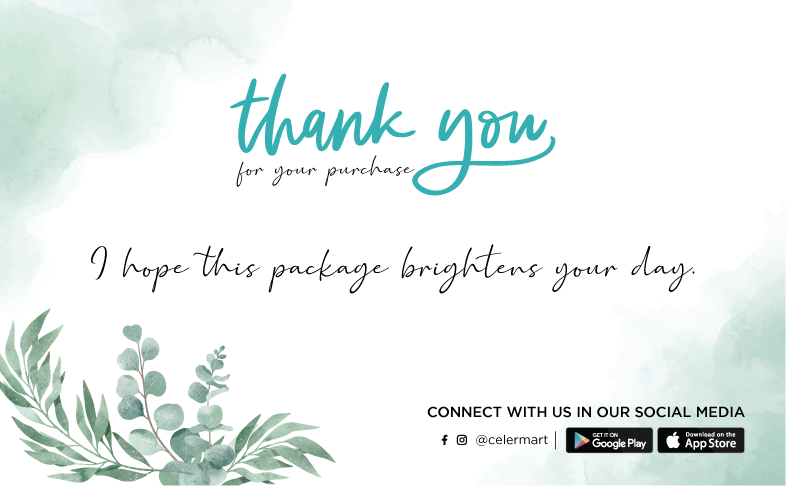 thank you
for your purchase
I hope this package brightens your day.
CONNECT WITH US IN OUR SOCIAL MEDIA
@celermart | GET IT ON Google Play Download on the App Store